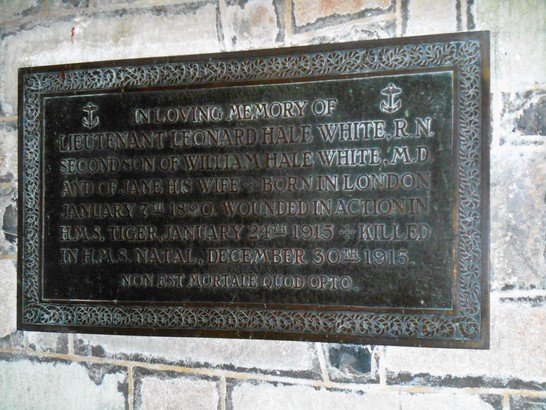 IN LOVING MEMORY OF
LIEUTENANT LEONARD HALE WHITE, R.N.
SECOND SON OF WILLIAM HALE WHITE, M.D.
AND OF JANE, HIS WIFE + BORN IN LONDON
JANUARY 7TH 1890. WOUNDED IN ACTION IN
H.M.S. TIGER, JANUARY 24TH 1915 + KILLED
IN H.M.S. NATAL, DECEMBER 30TH 1915.
NON EST MORTALE QUOD OPTO.